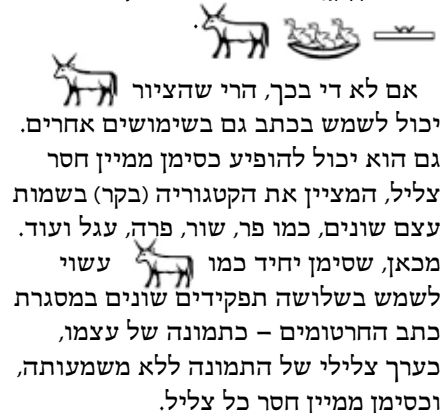 .
אם לא די בכך, הרי שהציור
יכול לשמש בכתב גם בשימושים אחרים.
גם הוא יכול להופיע כסימן ממיין חסר
צליל, המציין את הקטגוריה (בקר) בשמות
עצם שונים, כמו פר, שור, פרה, עגל ועוד.
מכאן, שסימן יחיד כמו עשוי
לשמש בשלושה תפקידים שונים במסגרת
כתב החרטומים – כתמונה של עצמו,
כערך צלילי של התמונה ללא משמעותה,
וכסימן ממיין חסר כל צליל.